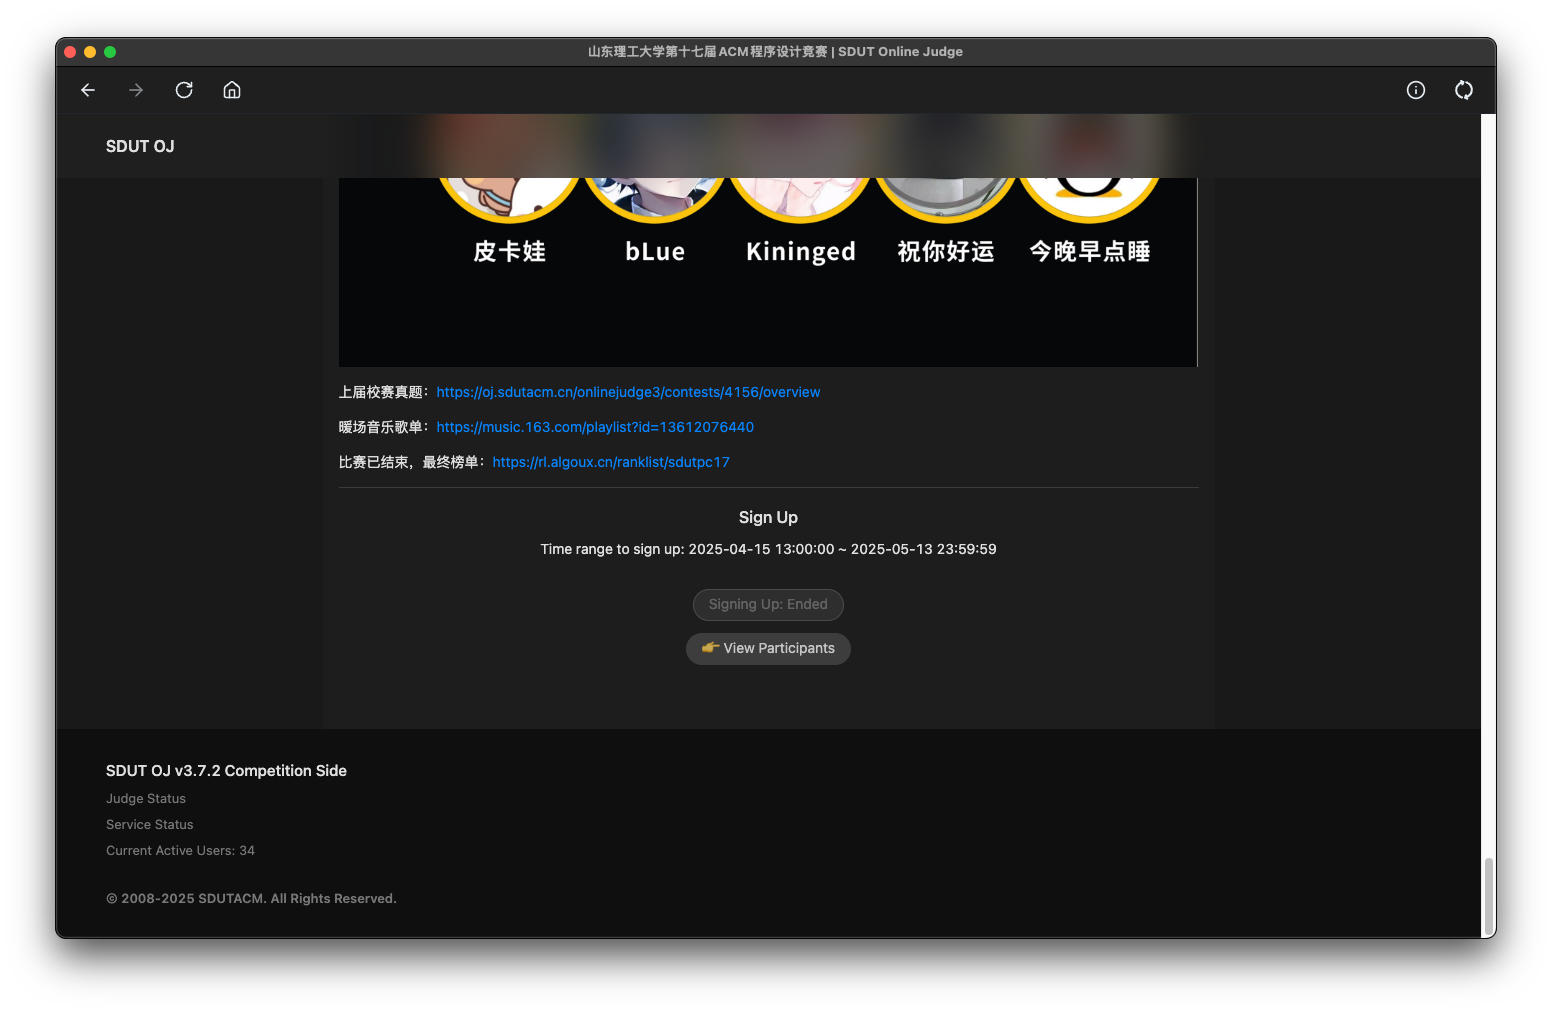 山东理工大学第十七届ACM程序设计竞赛 | SDUT Online Judge
SDUT OJ
皮卡娃 bLue Kininged 祝你好运 今晚早点睡
上届校赛真题：https://oj.sdutacm.cn/onlinejudge3/contests/4156/overview
暖场音乐歌单：https://music.163.com/playlist?id=13612076440
比赛已结束，最终榜单：https://rl.algoux.cn/ranklist/sdutpc17
Sign Up
Time range to sign up: 2025-04-15 13:00:00 ~ 2025-05-13 23:59:59
Signing Up: Ended
👉 View Participants
SDUT OJ v3.7.2 Competition Side
Judge Status
Service Status
Current Active Users: 34
© 2008-2025 SDUTACM. All Rights Reserved.